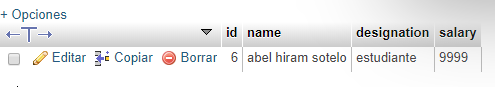 + Opciones
id name designation salary
Editar Copiar Borrar 6 abel hiram sotelo estudiante 9999